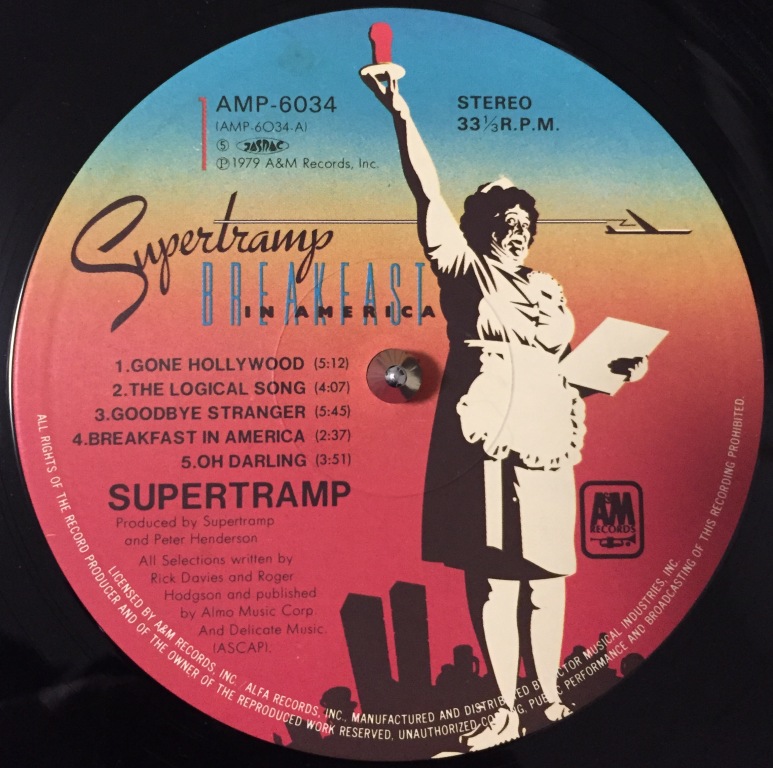 1
AMP-6034
(AMP-6034-A)
Ⓢ JASRAC
Ⓟ1979 A&M Records, Inc.
STEREO
33⅓R.P.M.
Supertramp
BREAKFAST
IN AMERICA
1.GONE HOLLYWOOD (5:12)
2.THE LOGICAL SONG (4:07)
3.GOODBYE STRANGER (5:45)
4.BREAKFAST IN AMERICA (2:37)
5.OH DARLING (3:51)
SUPERTRAMP
Produced by Supertramp
and Peter Henderson
All Selections written by
Rick Davies and Roger
Hodgson and published
by Almo Music Corp.
And Delicate Music.
(ASCAP).
A&M
RECORDS
ALL RIGHTS OF THE RECORD PRODUCER AND OF THE OWNER OF THE REPRODUCED WORK RESERVED, UNAUTHORIZED COPYING, PUBLIC PERFORMANCE AND BROADCASTING OF THIS RECORDING PROHIBITED.
LICENSED BY A&M RECORDS, INC./ALFA RECORDS, INC., MANUFACTURED AND DISTRIBUTED BY VICTOR MUSICAL INDUSTRIES, INC.